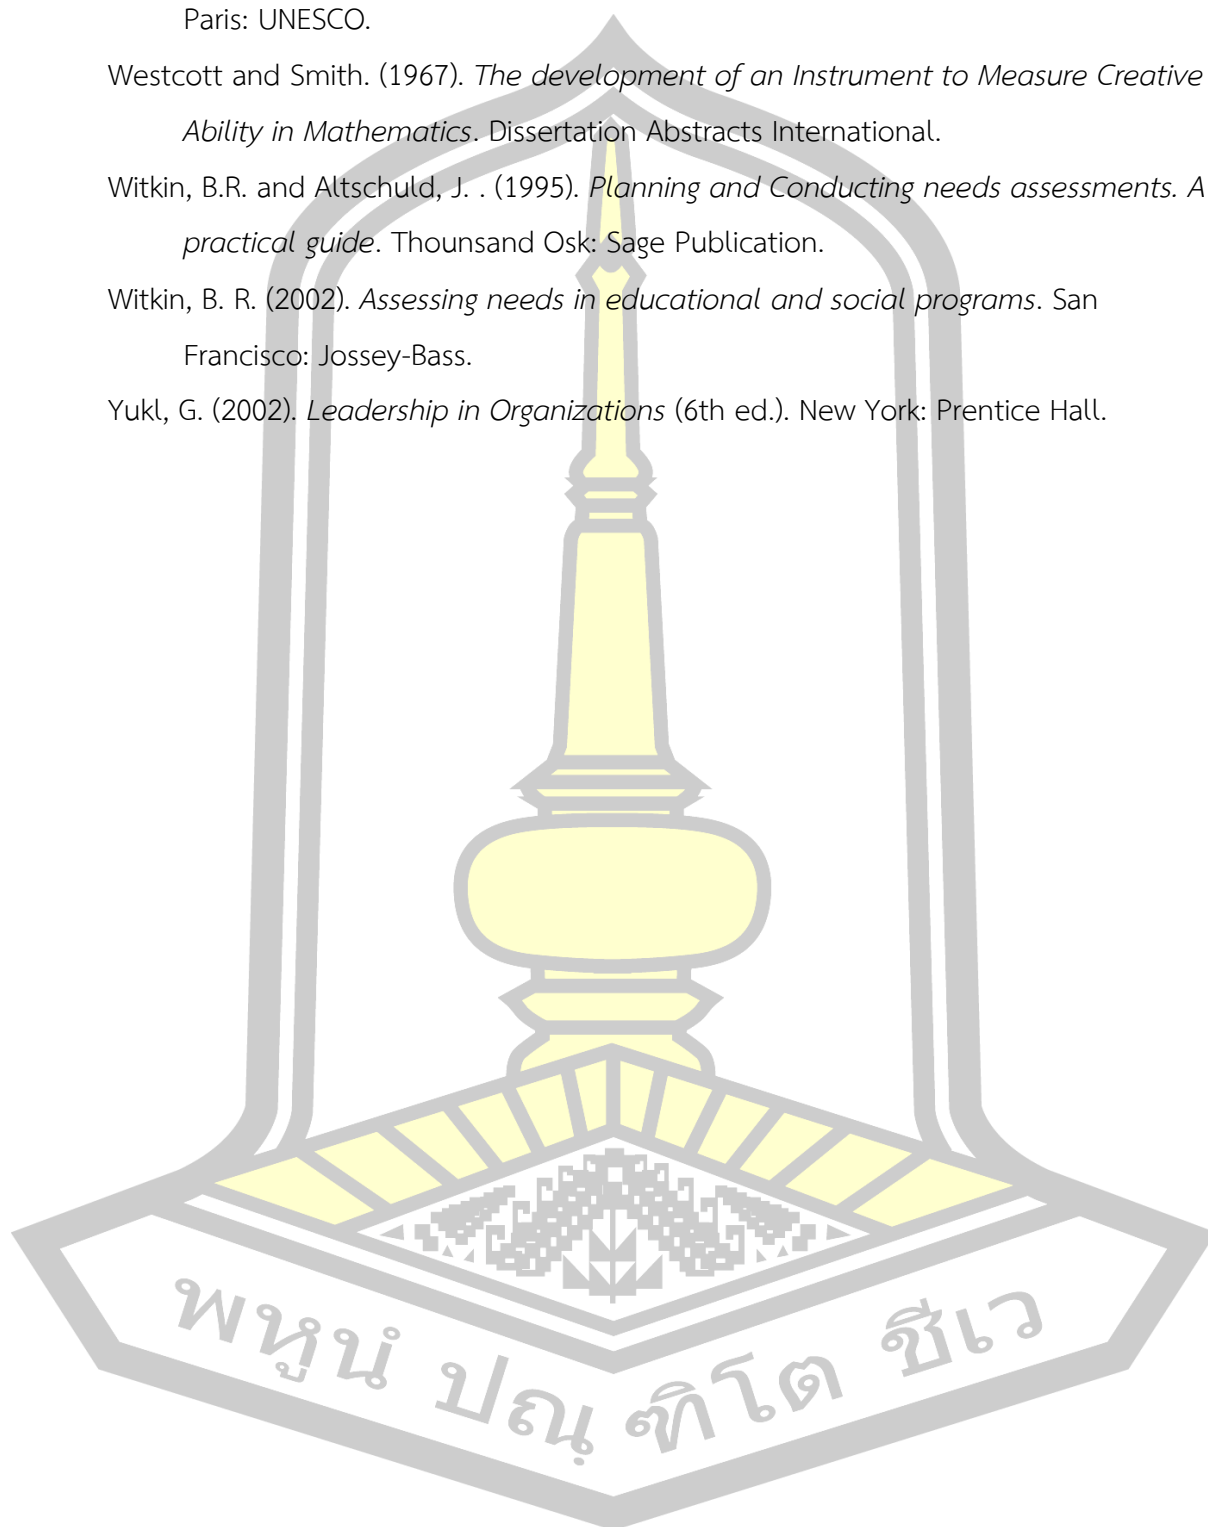 Paris: UNESCO.
Westcott and Smith. (1967). The development of an Instrument to Measure Creative
Ability in Mathematics. Dissertation Abstracts International.
Witkin, B.R. and Altschuld, J. . (1995). Planning and Conducting needs assessments. A
practical guide. Thounsand Osk: Sage Publication.
Witkin, B. R. (2002). Assessing needs in educational and social programs. San
Francisco: Jossey-Bass.
Yukl, G. (2002). Leadership in Organizations (6th ed.). New York: Prentice Hall.
พหูนํ ปณฺฑิโต ชีเว